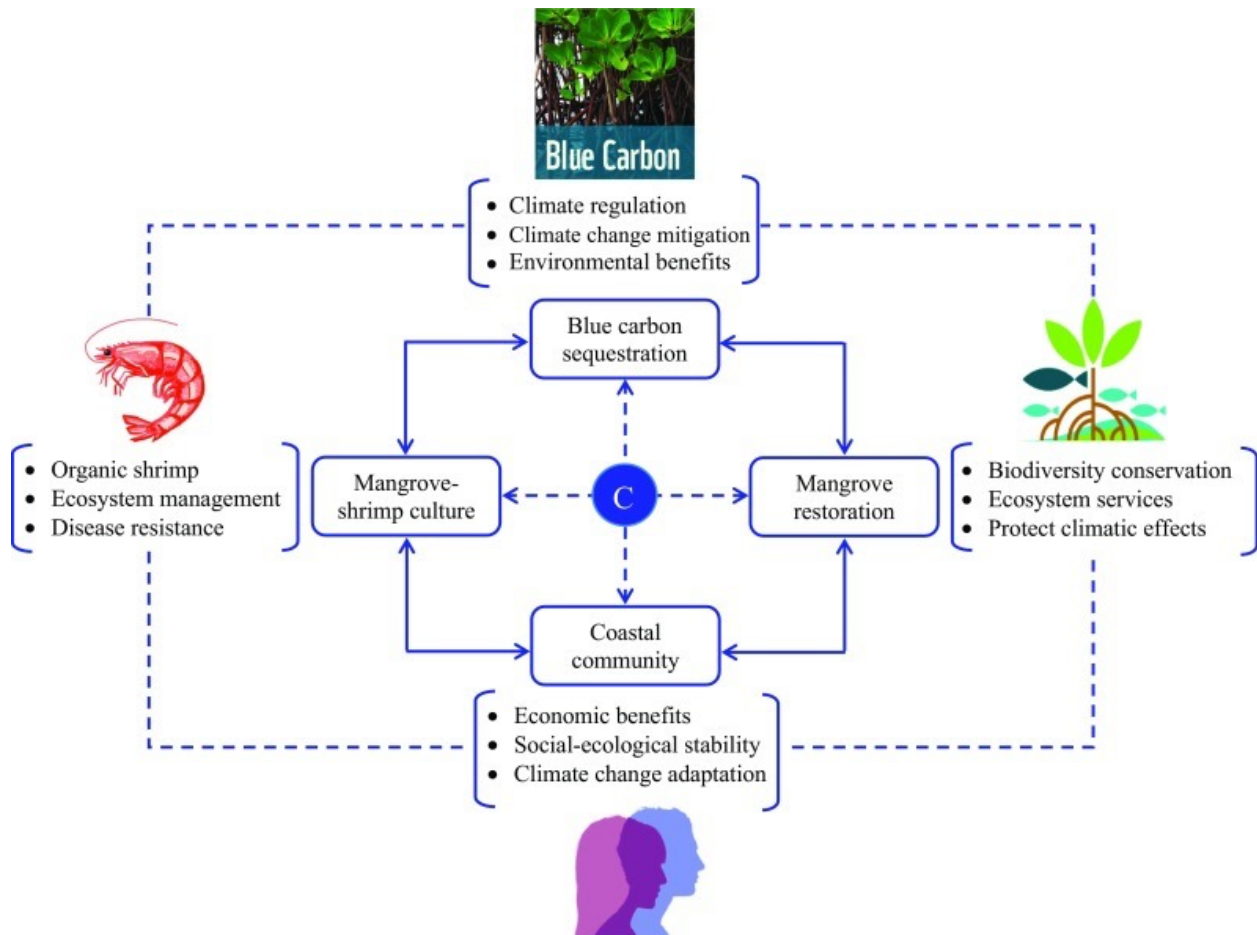 Blue Carbon
• Climate regulation
• Climate change mitigation
• Environmental benefits
Blue carbon
sequestration
• Organic shrimp
• Ecosystem management
• Disease resistance
Mangrove-
shrimp culture
C
Mangrove
restoration
• Biodiversity conservation
• Ecosystem services
• Protect climatic effects
Coastal
community
• Economic benefits
• Social-ecological stability
• Climate change adaptation